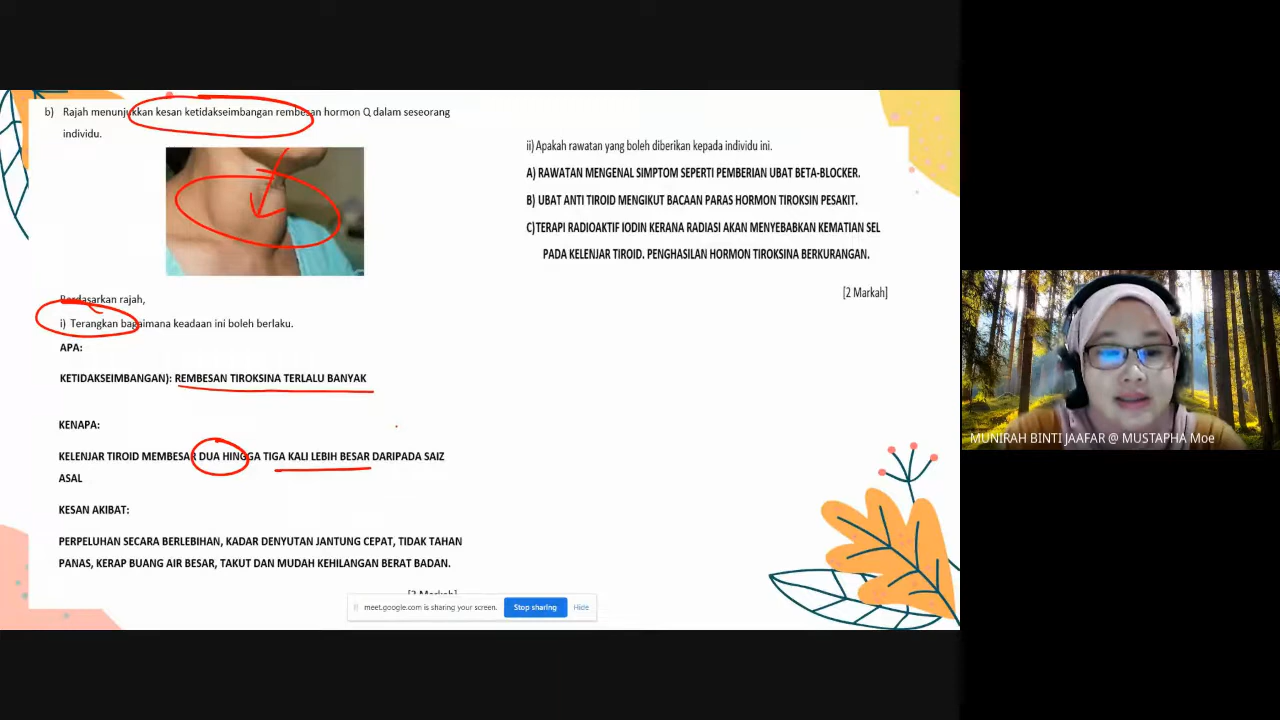 b) Rajah menunjukkan kesan ketidakseimbangan rembesan hormon Q dalam seseorang
individu.
Berdasarkan rajah,
i) Terangkan bagaimana keadaan ini boleh berlaku.
APA:
KETIDAKSEIMBANGAN): REMBESAN TIROKSINA TERLALU BANYAK
KENAPA:
KELENJAR TIROID MEMBESAR DUA HINGGA TIGA KALI LEBIH BESAR DARIPADA SAIZ
ASAL
KESAN AKIBAT:
PERPELUHAN SECARA BERLEBIHAN, KADAR DENYUTAN JANTUNG CEPAT, TIDAK TAHAN
PANAS, KERAP BUANG AIR BESAR, TAKUT DAN MUDAH KEHILANGAN BERAT BADAN.
meet.google.com is sharing your screen.
Stop sharing
Hide
ii) Apakah rawatan yang boleh diberikan kepada individu ini.
A) RAWATAN MENGENAL SIMPTOM SEPERTI PEMBERIAN UBAT BETA-BLOCKER.
B) UBAT ANTI TIROID MENGIKUT BACAAN PARAS HORMON TIROKSIN PESAKIT.
C)TERAPI RADIOAKTIF IODIN KERANA RADIASI AKAN MENYEBABKAN KEMATIAN SEL
PADA KELENJAR TIROID. PENGHASILAN HORMON TIROKSINA BERKURANGAN.
[2 Markah]
MUNIRAH BINTI JAAFAR @ MUSTAPHA Moe